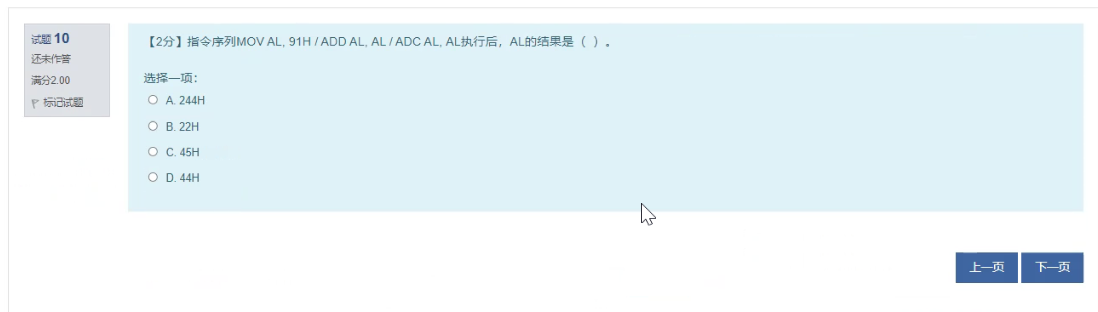 试题 10
还未作答
满分2.00
标记试题
【2分】指令序列MOV AL, 91H / ADD AL, AL / ADC AL, AL执行后，AL的结果是（ ）。
选择一项：
A. 244H
B. 22H
C. 45H
D. 44H
上一页
下一页